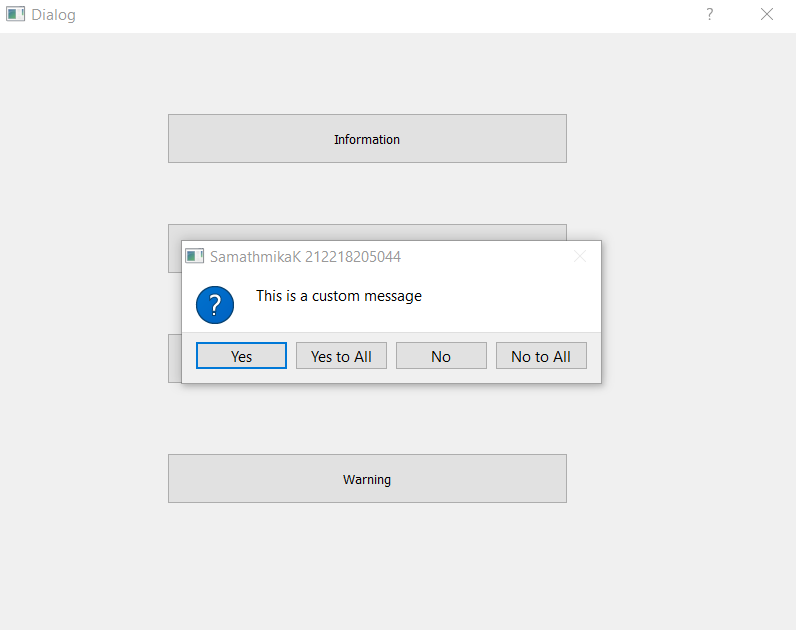 Dialog
?
Information
SamathmikaK 212218205044
?
This is a custom message
Yes
Yes to All
No
No to All
Warning